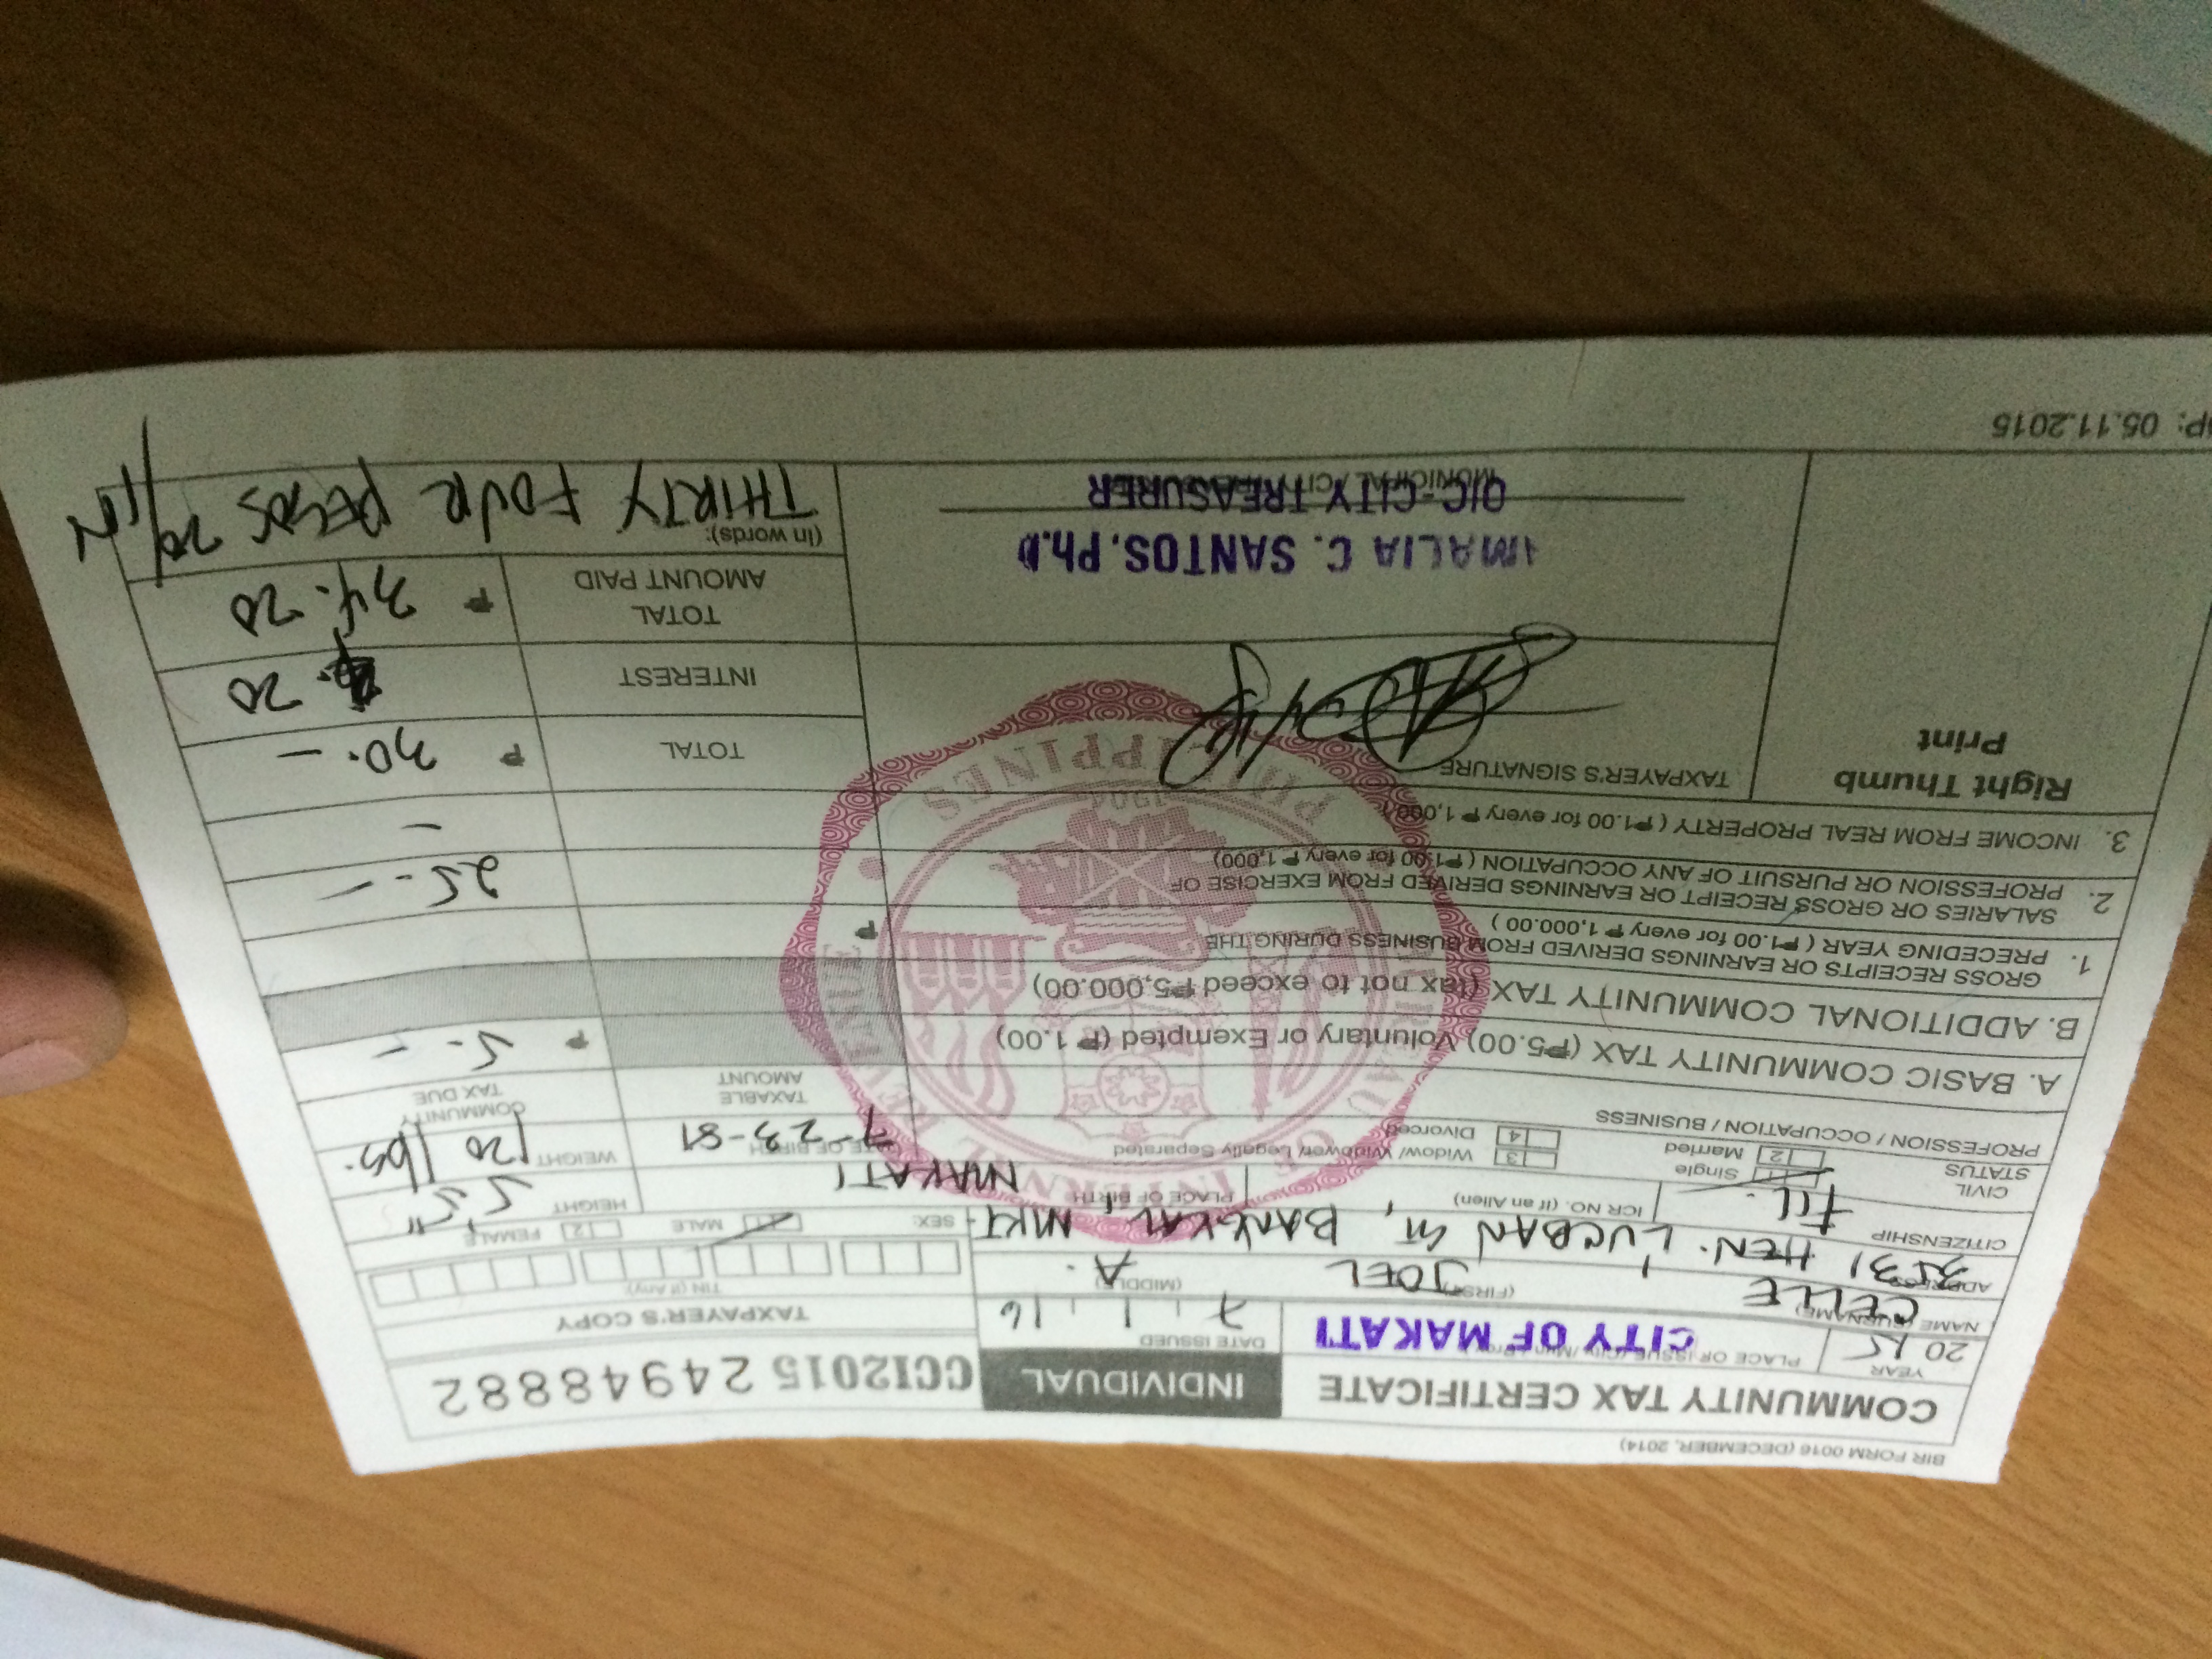 BIR FORM 0016 (DECEMBER, 2014)
COMMUNITY TAX CERTIFICATE INDIVIDUAL CCI2015 24948882
YEAR PLACE OF ISSUE (City /Mun./ Prov.) DATE ISSUED TAXPAYER'S COPY
2015 CITY OF MAKATI 7 1 16
NAME (SURNAME) (FIRST) (MIDDLE) TIN (If Any):
CELLE , JOEL A.
ADDRESS SEX: 1 MALE 2 FEMALE
3531 HEN. LUCBAN ST, BANGKAL, MKT.
CITIZENSHIP ICR NO. (If an Alien) PLACE OF BIRTH HEIGHT
FIL. MAKATI 5'5"
CIVIL STATUS 1 Single 3 Widow/ Widower/ Legally Separated DATE OF BIRTH WEIGHT
2 Married 4 Divorced 7-23-81 120 lbs.
PROFESSION / OCCUPATION / BUSINESS TAXABLE AMOUNT COMMUNITY TAX DUE
A. BASIC COMMUNITY TAX (₱5.00) Voluntary or Exempted (₱ 1.00) ₱ 5. –
B. ADDITIONAL COMMUNITY TAX (tax not to exceed ₱5,000.00)
1. GROSS RECEIPTS OR EARNINGS DERIVED FROM BUSINESS DURING THE
PRECEDING YEAR ( ₱1.00 for every ₱ 1,000.00 ) ₱
2. SALARIES OR GROSS RECEIPT OR EARNINGS DERIVED FROM EXERCISE OF
PROFESSION OR PURSUIT OF ANY OCCUPATION ( ₱1.00 for every ₱ 1,000) 25. –
3. INCOME FROM REAL PROPERTY ( ₱1.00 for every ₱ 1,000.) –
BUREAU OF INTERNAL REVENUE
1904
PHILIPPINES
Right Thumb
Print
TAXPAYER'S SIGNATURE
TOTAL ₱ 30. –
INTEREST 4.20
TOTAL
AMOUNT PAID ₱ 34.20
AMALIA C. SANTOS, Ph.D
OIC-CITY TREASURER
(In words):
THIRTY FOUR PESOS 20/
OP: 05.11.2015